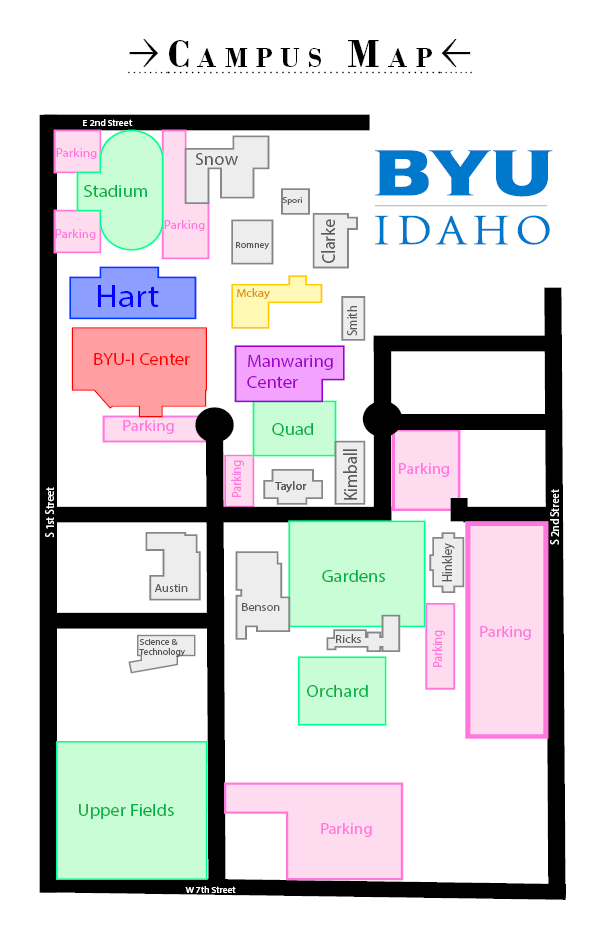 →CAMPUS MAP←
E 2nd Street
Parking
Snow
BYU
IDAHO
Stadium
Spori
Parking
Parking
Romney
Clarke
Hart
Mckay
Smith
BYU-I Center
Manwaring
Center
Parking
Quad
Parking
Kimball
Parking
Taylor
S 1st Street
S 2nd Street
Austin
Gardens
Hinkley
Benson
Science &
Technology
Ricks
Parking
Parking
Orchard
Upper Fields
Parking
W 7th Street